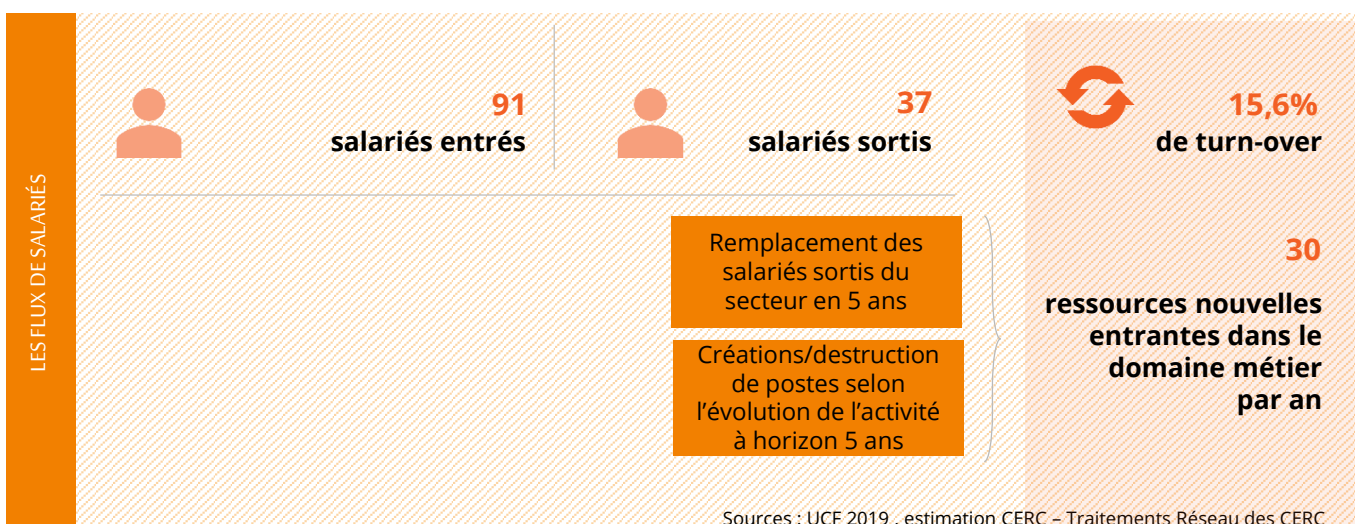 LES FLUX DE SALARIÉS
91
salariés entrés
37
salariés sortis
15,6%
de turn-over
Remplacement des
salariés sortis du
secteur en 5 ans
Créations/destruction
de postes selon
l’évolution de l’activité
à horizon 5 ans
30
ressources nouvelles
entrantes dans le
domaine métier
par an
Sources : UCF 2019 , estimation CERC – Traitements Réseau des CERC